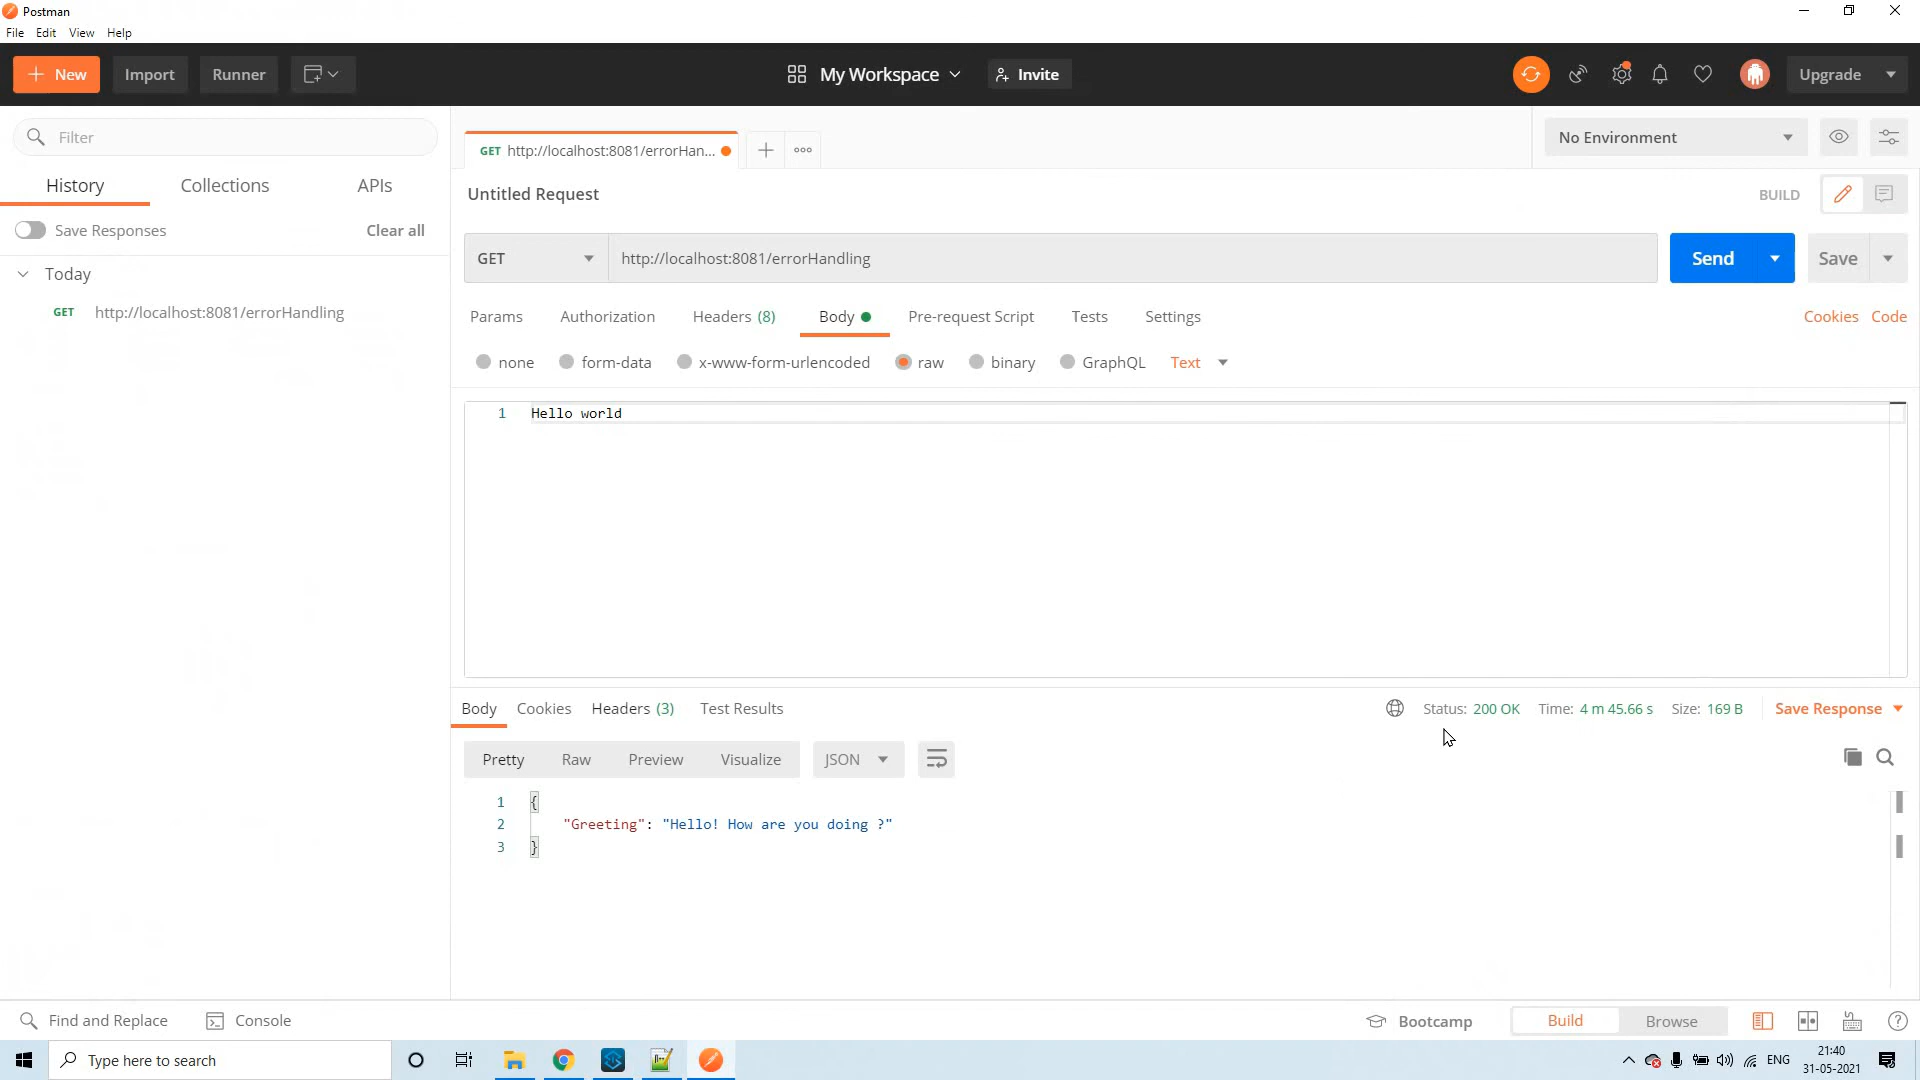 Postman
File Edit View Help
New Import Runner My Workspace Invite Upgrade
Filter
History Collections APIs
Save Responses Clear all
Today
GET http://localhost:8081/errorHandling
GET http://localhost:8081/errorHan...
No Environment
Untitled Request BUILD
GET http://localhost:8081/errorHandling Send Save
Params Authorization Headers (8) Body Pre-request Script Tests Settings Cookies Code
none form-data x-www-form-urlencoded raw binary GraphQL Text
1 Hello world
Body Cookies Headers (3) Test Results Status: 200 OK Time: 4 m 45.66 s Size: 169 B Save Response
Pretty Raw Preview Visualize JSON
1 {
2 "Greeting": "Hello! How are you doing ?"
3 }
Find and Replace Console Bootcamp Build Browse
Type here to search ENG 21:40
31-05-2021